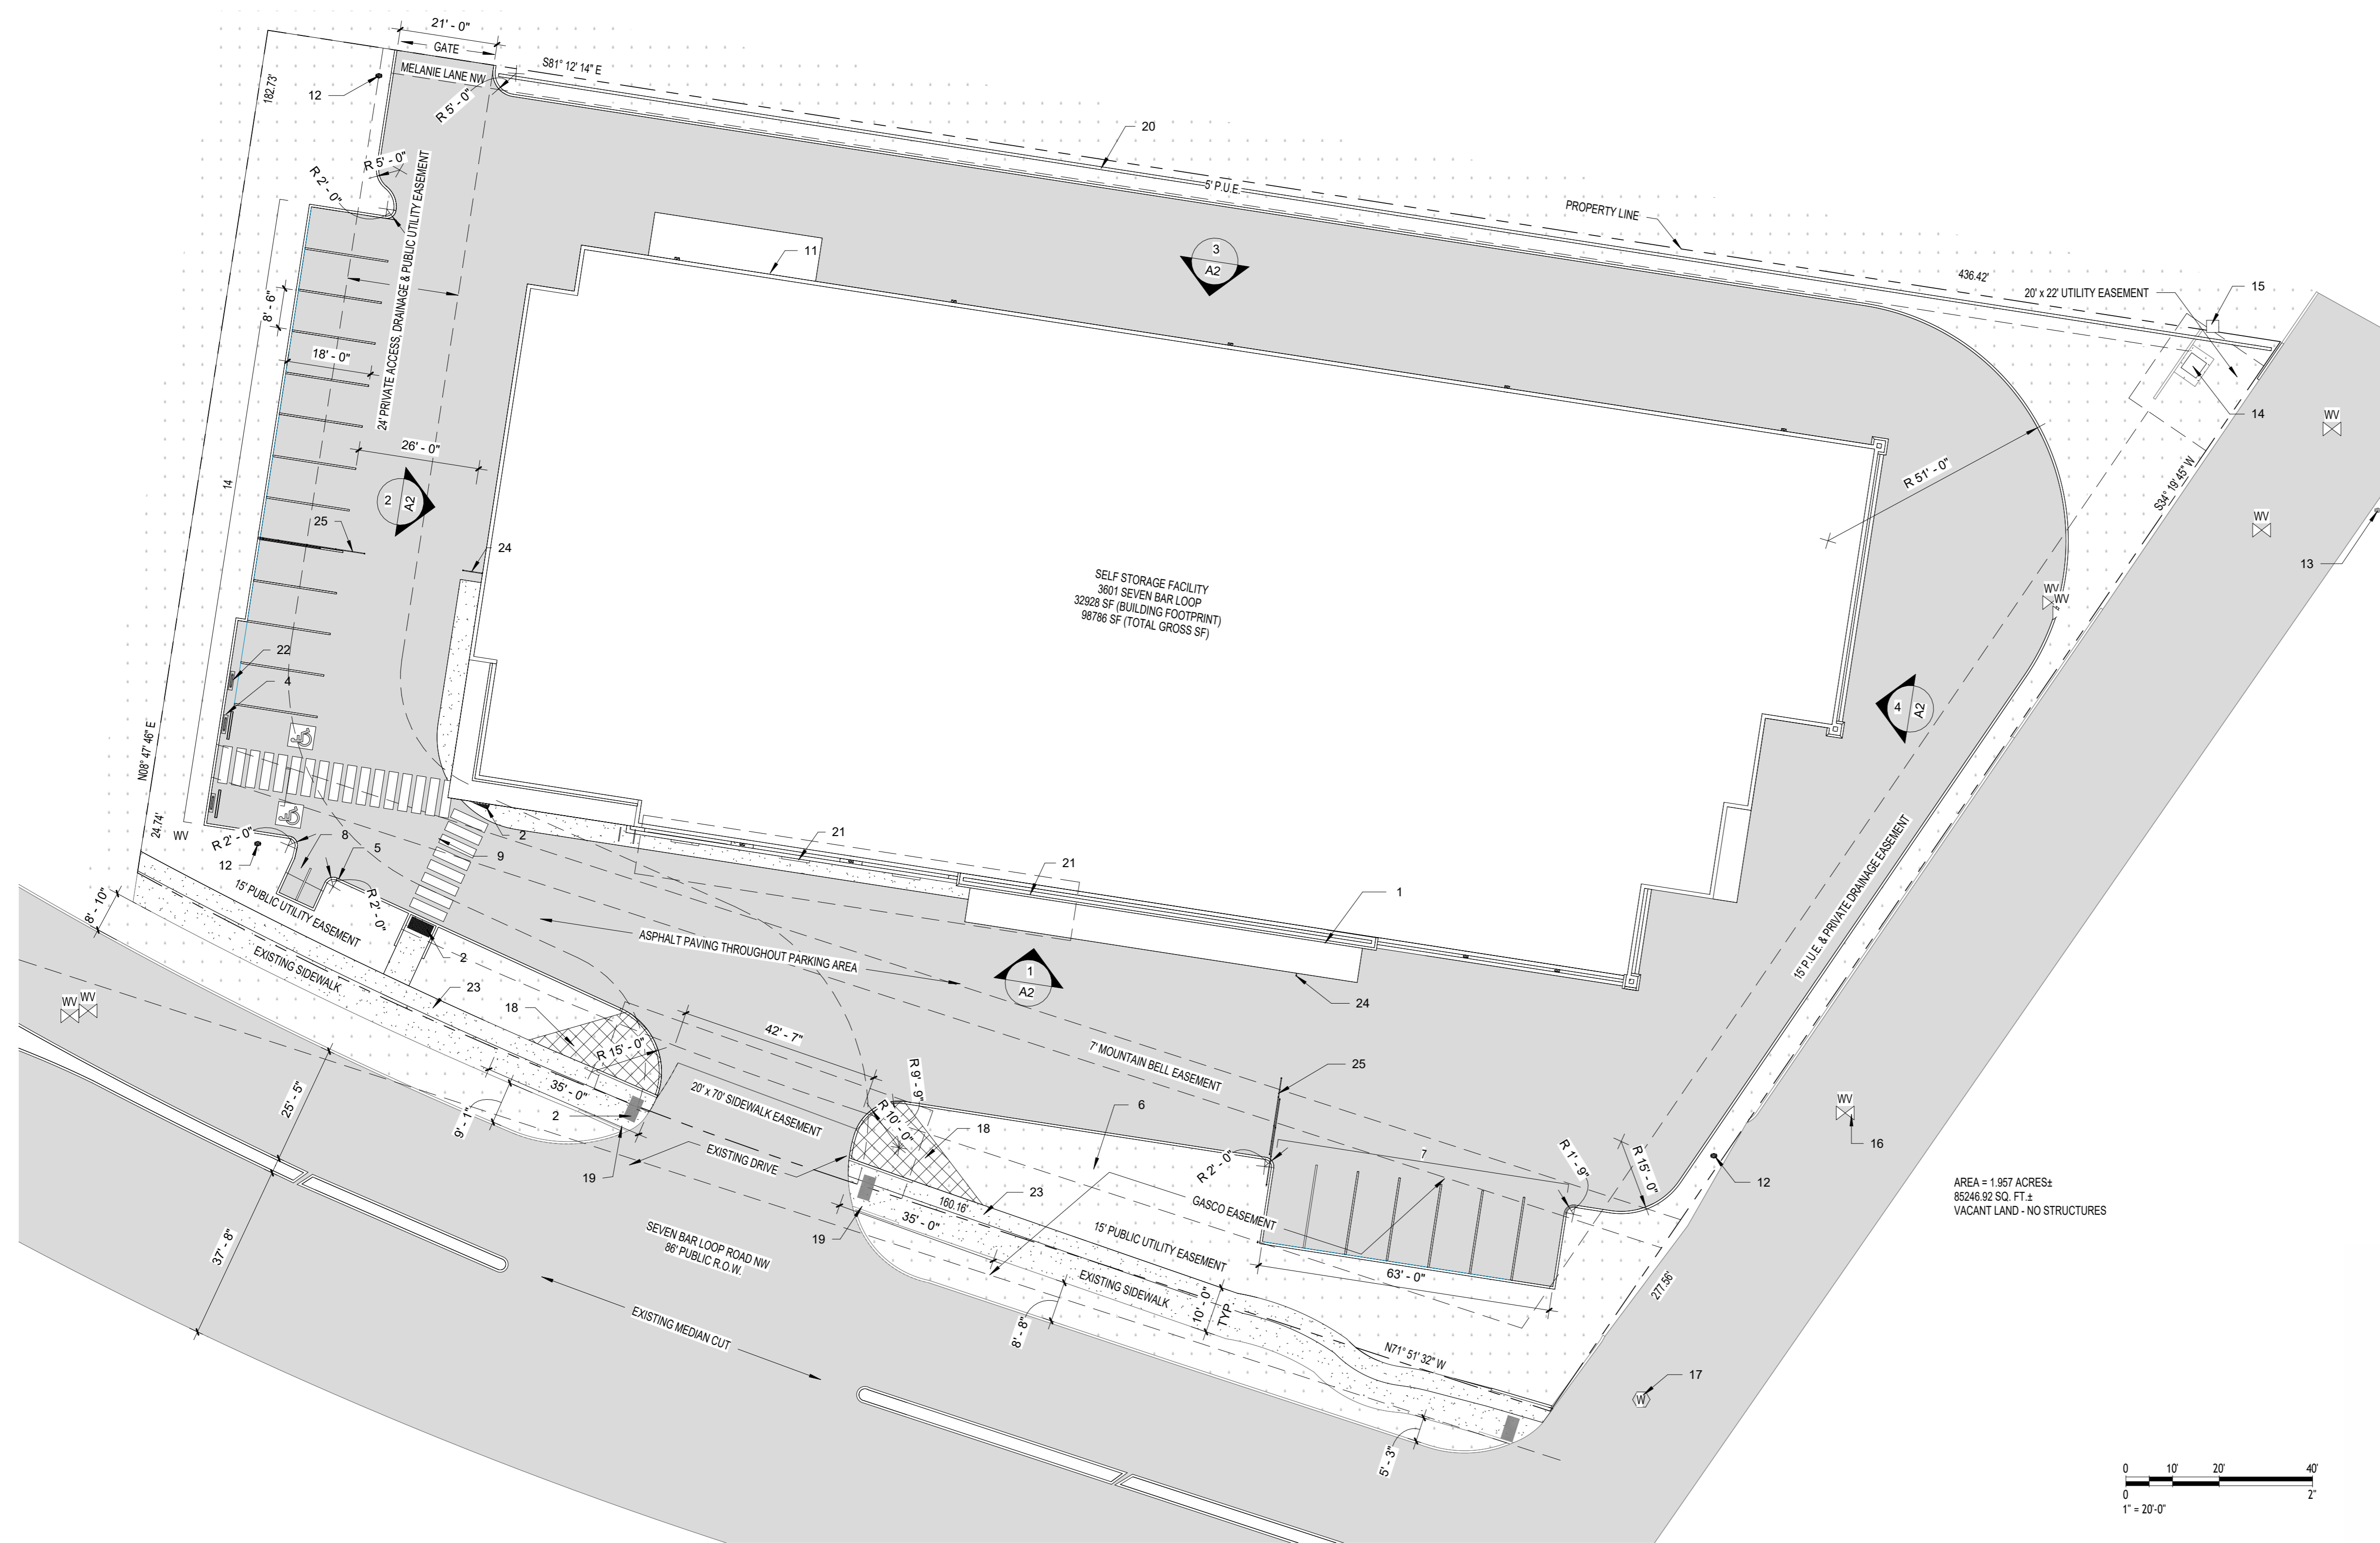 21' - 0"
GATE
MELANIE LANE NW
S81° 12' 14" E
182.73'
12
R 5' - 0"
20
R 5' - 0"
R 2' - 0"
24' PRIVATE ACCESS, DRAINAGE & PUBLIC UTILITY EASEMENT
5' P.U.E.
PROPERTY LINE
11
3
A2
436.42'
20' x 22' UTILITY EASEMENT
15
8' - 6"
18' - 0"
14
WV
26' - 0"
R 51' - 0"
S34° 19' 45" W
14
2
A2
25
24
WV
13
SELF STORAGE FACILITY
3601 SEVEN BAR LOOP
32928 SF (BUILDING FOOTPRINT)
98786 SF (TOTAL GROSS SF)
WV
WV
22
4
4
A2
N08° 47' 46" E
24.74'
WV
R 2' - 0"
8
5
2
9
21
21
1
12
15' PUBLIC UTILITY EASEMENT
R 2' - 0"
8' - 10"
EXISTING SIDEWALK
ASPHALT PAVING THROUGHOUT PARKING AREA
2
1
A2
24
15' P.U.E. & PRIVATE DRAINAGE EASEMENT
23
18
WV
WV
42' - 7"
R 15' - 0"
7' MOUNTAIN BELL EASEMENT
25
25' - 5"
35' - 0"
20' x 70' SIDEWALK EASEMENT
R 9' - 9"
R 10' - 0"
6
18
WV
16
9' - 1"
2
EXISTING DRIVE
19
R 2' - 0"
7
R 1' - 9"
R 15' - 0"
12
23
160.16'
GASCO EASEMENT
AREA = 1.957 ACRES±
85246.92 SQ. FT.±
VACANT LAND - NO STRUCTURES
37' - 8"
SEVEN BAR LOOP ROAD NW
86' PUBLIC R.O.W.
19
35' - 0"
15' PUBLIC UTILITY EASEMENT
63' - 0"
277.56'
EXISTING SIDEWALK
10' - 0"
TYP.
EXISTING MEDIAN CUT
8' - 8"
N71° 51' 32" W
17
W
5' - 3"
0 10' 20' 40'
0 2"
1" = 20'-0"